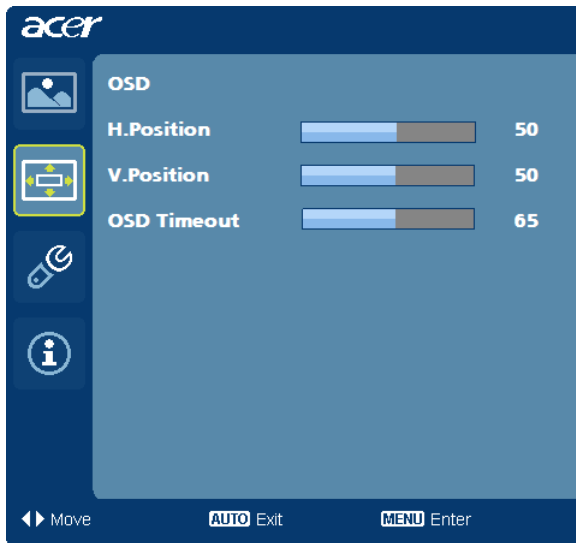 acer
OSD
H.Position 50
V.Position 50
OSD Timeout 65
Move AUTO Exit MENU Enter